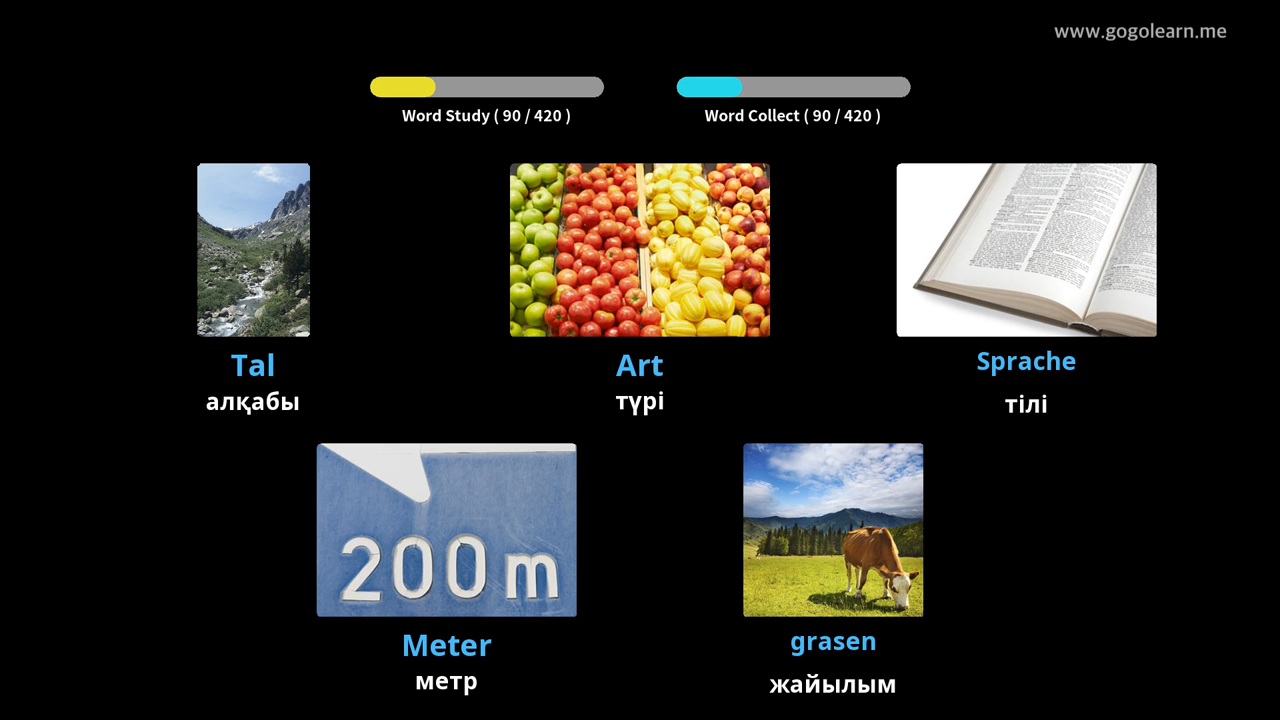 www.gogolearn.me
Word Study ( 90 / 420 )
Word Collect ( 90 / 420 )
Tal
алқабы
Art
түрі
Sprache
тілі
200 m
Meter
метр
grasen
жайылым